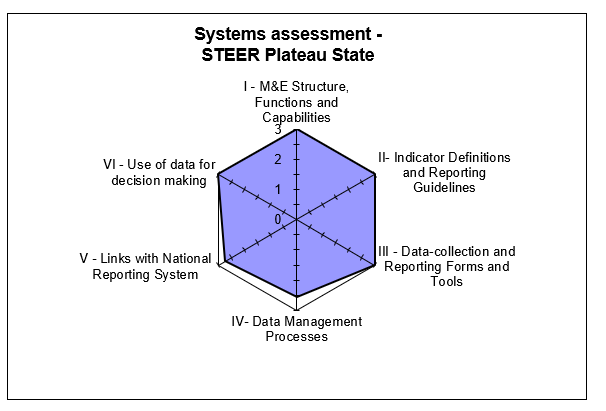 Systems assessment -
STEER Plateau State
I - M&E Structure,
Functions and
Capabilities
3
2
1
0
II- Indicator Definitions
and Reporting
Guidelines
III - Data-collection and
Reporting Forms and
Tools
IV- Data Management
Processes
V - Links with National
Reporting System
VI - Use of data for
decision making